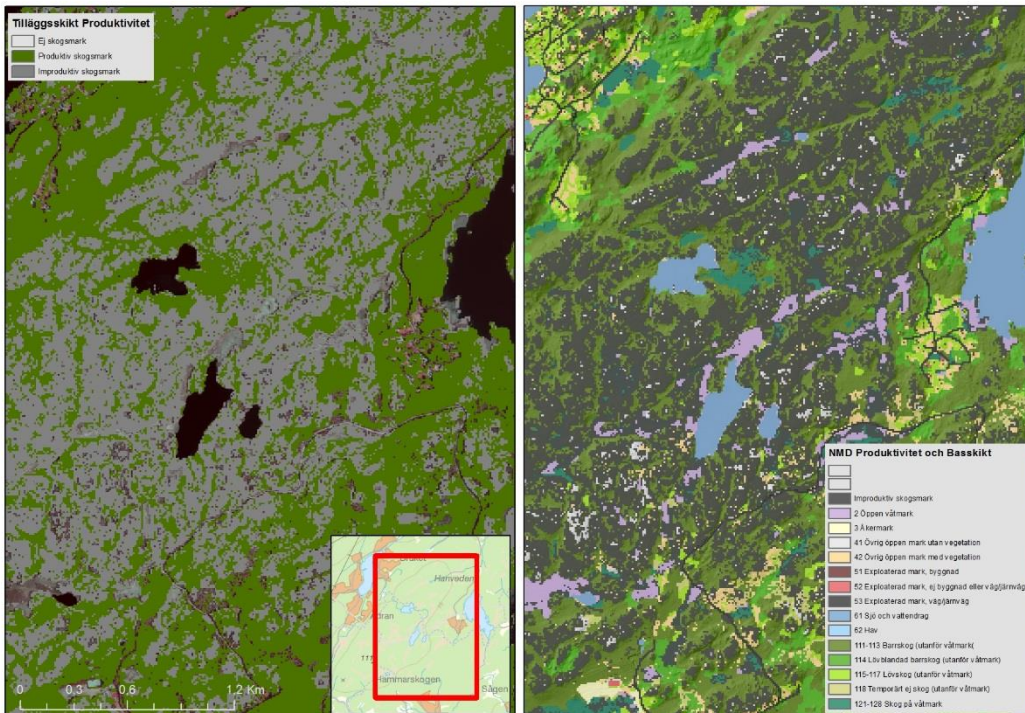 Tilläggsskikt Produktivitet
Ej skogsmark
Produktiv skogsmark
Improduktiv skogsmark
0 0,3 0,6 1,2 Km
Hanveden
Ådran
111
Hammarskogen
Bågen
NMD Produktivitet och Basskikt
Improduktiv skogsmark
2 Öppen våtmark
3 Åkermark
41 Övrig öppen mark utan vegetation
42 Övrig öppen mark med vegetation
51 Exploaterad mark, byggnad
52 Exploaterad mark, ej byggnad eller väg/järnväg
53 Exploaterad mark, väg/järnväg
61 Sjö och vattendrag
62 Hav
111-113 Barrskog (utanför våtmark(
114 Lövblandad barrskog (utanför våtmark)
115-117 Lövskog (utanför våtmark)
118 Temporärt ej skog (utanför våtmark)
121-128 Skog på våtmark